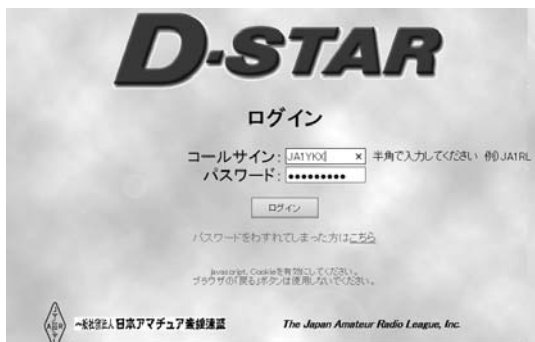 D-STAR
ログイン
コールサイン: JA1YKX × 半角で入力してください 例) JA1RL
パスワード: ●●●●●●●●●
ログイン
パスワードをわすれてしまった方はこちら
javascript, Cookieを有効にしてください。
ブラウザの「戻る」ボタンは使用しないでください。
一般社団法人 日本アマチュア無線連盟 The Japan Amateur Radio League, Inc.